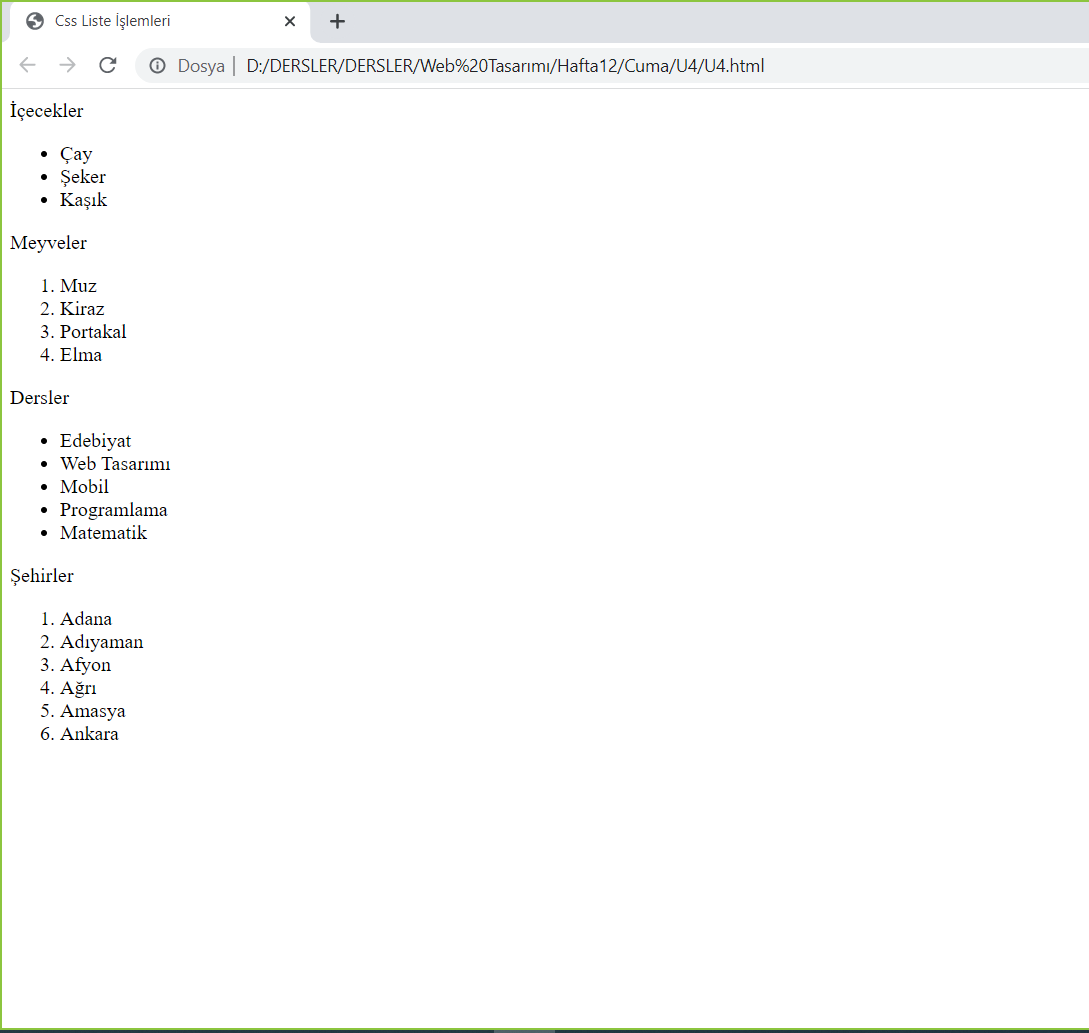 Css Liste İşlemleri
Dosya | D:/DERSLER/DERSLER/Web%20Tasarımı/Hafta12/Cuma/U4/U4.html
İçecekler
• Çay
• Şeker
• Kaşık
Meyveler
1. Muz
2. Kiraz
3. Portakal
4. Elma
Dersler
• Edebiyat
• Web Tasarımı
• Mobil
• Programlama
• Matematik
Şehirler
1. Adana
2. Adıyaman
3. Afyon
4. Ağrı
5. Amasya
6. Ankara